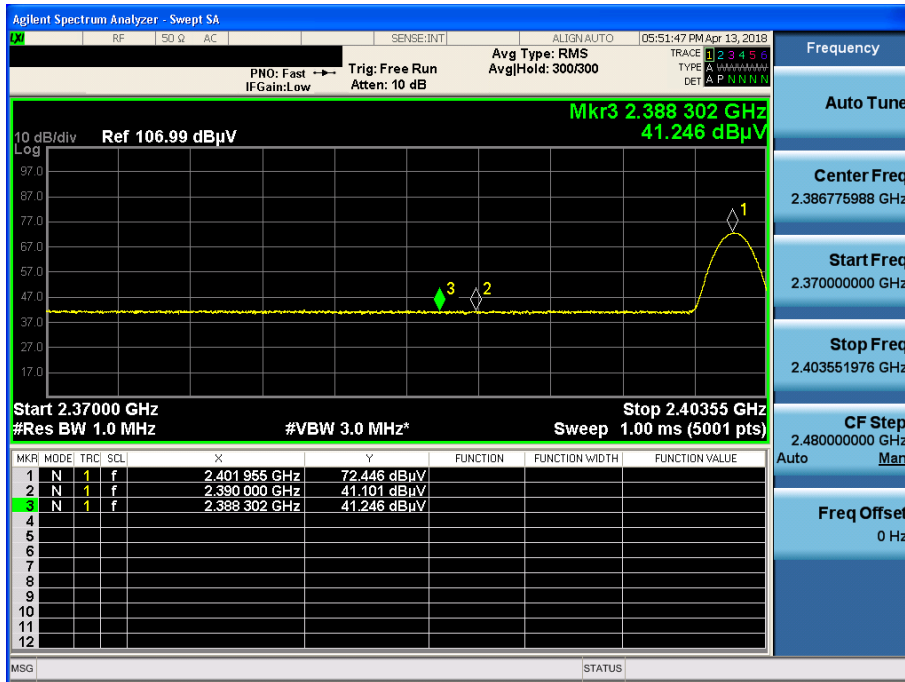 Agilent Spectrum Analyzer - Swept SA
LXI RF 50 Ω AC SENSE:INT ALIGN AUTO 05:51:47 PM Apr 13, 2018
Frequency
PNO: Fast
IFGain:Low
Trig: Free Run
Atten: 10 dB
Avg Type: RMS
Avg|Hold: 300/300
TRACE 1 2 3 4 5 6
TYPE A WWWWW
DET A P N N N N
Auto Tune
Mkr3 2.388 302 GHz
41.246 dBµV
10 dB/div Ref 106.99 dBµV
Log
97.0
87.0
77.0
67.0
57.0
47.0
37.0
27.0
17.0
1
3
2
Center Freq
2.386775988 GHz
Start Freq
2.370000000 GHz
Stop Freq
2.403551976 GHz
CF Step
2.480000000 GHz
Auto Man
Freq Offset
0 Hz
Start 2.37000 GHz Stop 2.40355 GHz
#Res BW 1.0 MHz #VBW 3.0 MHz* Sweep 1.00 ms (5001 pts)
MKR MODE TRC SCL X Y FUNCTION FUNCTION WIDTH FUNCTION VALUE
1 N 1 f 2.401 955 GHz 72.446 dBµV
2 N 1 f 2.390 000 GHz 41.101 dBµV
3 N 1 f 2.388 302 GHz 41.246 dBµV
4
5
6
7
8
9
10
11
12
MSG STATUS